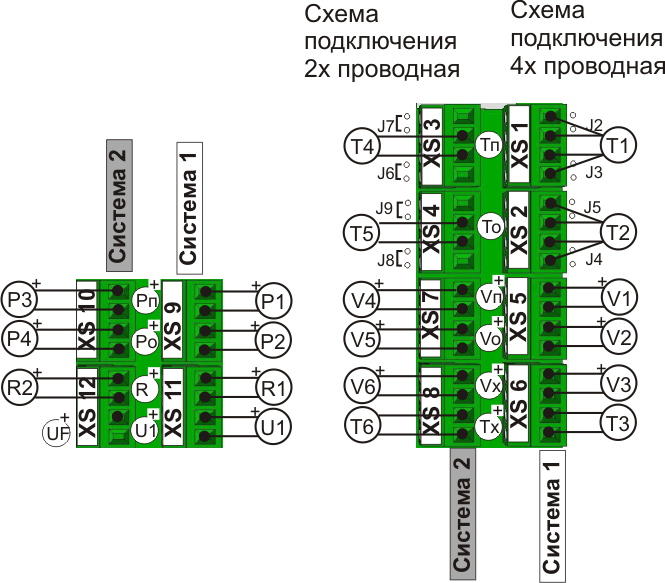 Схема
подключения
2х проводная
Схема
подключения
4х проводная
J7 XS 3 Тп XS 1 J2
T4 T1
J6 J3
J9 XS 4 То XS 2 J5
T5 T2
J8 J4
V4 + XS 7 Vп + XS 5 + V1
V5 + Vо + + V2
V6 + XS 8 Vх + XS 6 + V3
T6 Тх + T3
Система 2
Система 1
Система 2
Система 1
P3 + XS 10 Рп + XS 9 + P1
P4 + Ро + + P2
R2 + XS 12 R + XS 11 + R1
UF + U1 + + U1